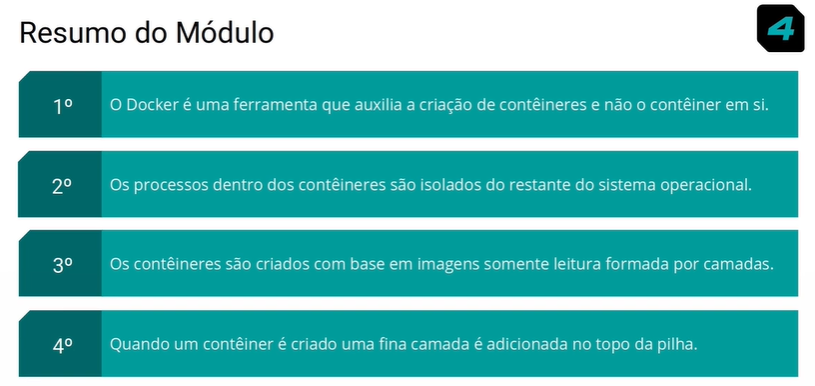 Resumo do Módulo
4
1º
O Docker é uma ferramenta que auxilia a criação de contêineres e não o contêiner em si.
2º
Os processos dentro dos contêineres são isolados do restante do sistema operacional.
3º
Os contêineres são criados com base em imagens somente leitura formada por camadas.
4º
Quando um contêiner é criado uma fina camada é adicionada no topo da pilha.